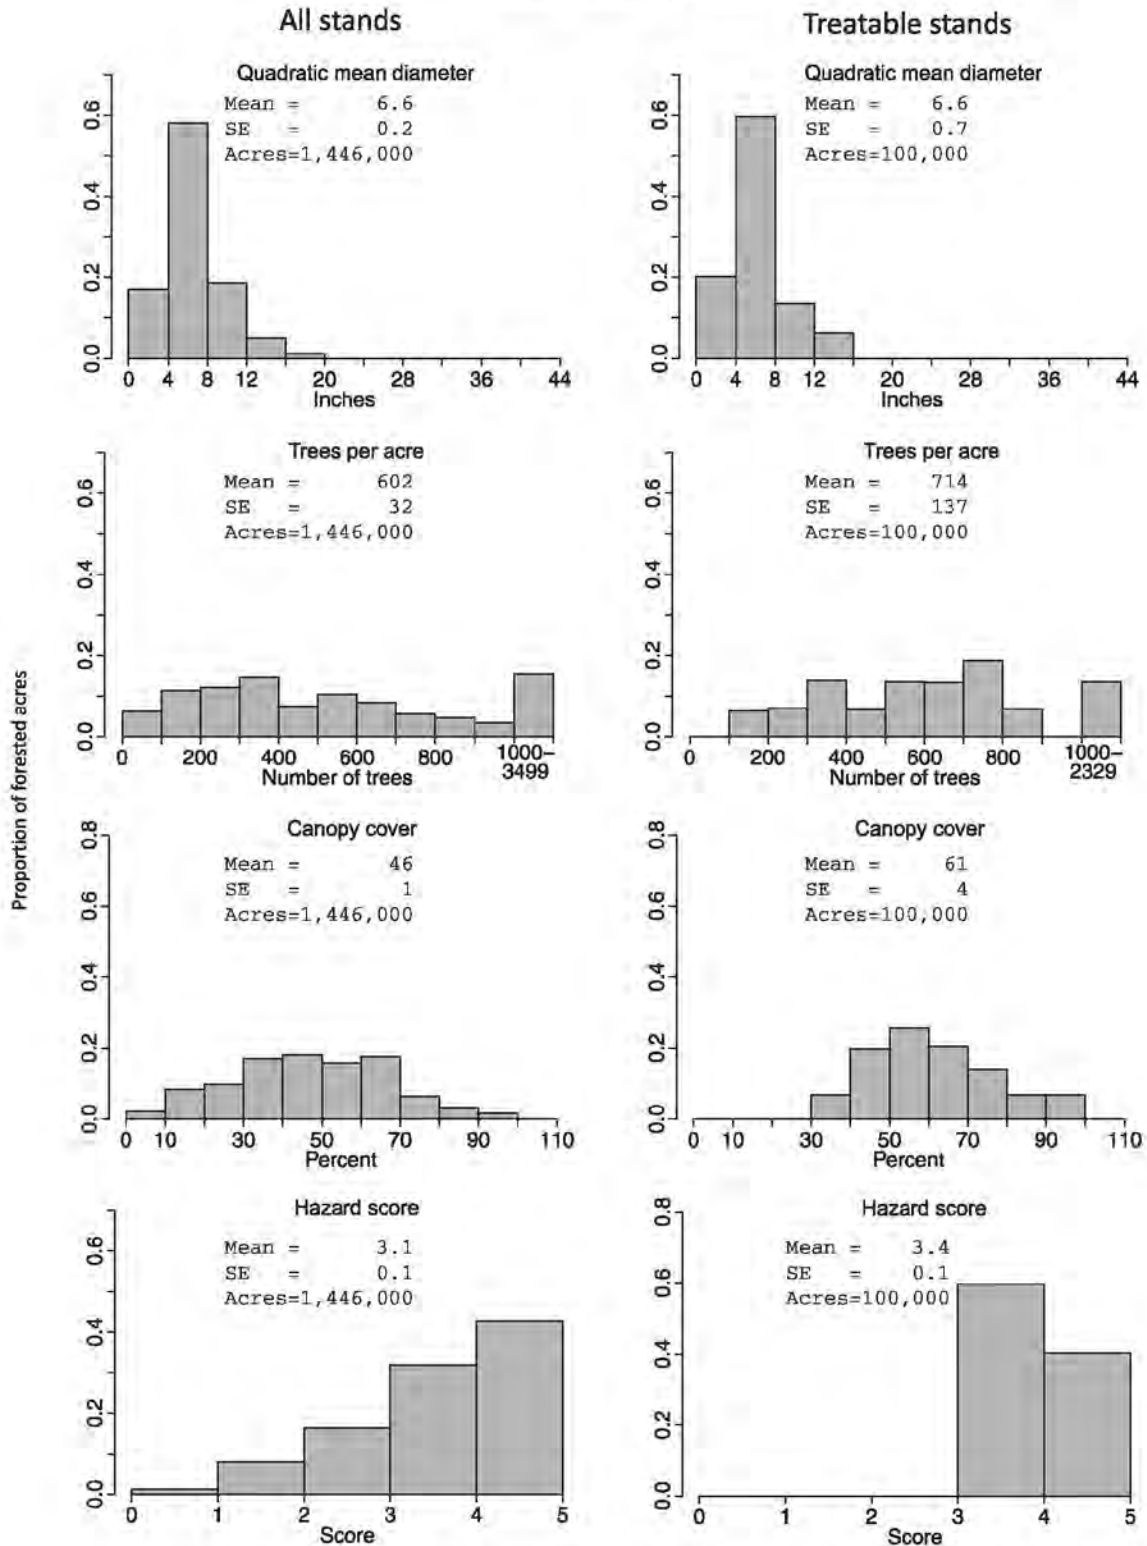 All stands
Treatable stands
Proportion of forested acres
Quadratic mean diameter
Mean = 6.6
SE = 0.2
Acres=1,446,000
0.0 0.2 0.4 0.6
0 4 8 12 20 28 36 44
Inches
Quadratic mean diameter
Mean = 6.6
SE = 0.7
Acres=100,000
0.0 0.2 0.4 0.6
0 4 8 12 20 28 36 44
Inches
Trees per acre
Mean = 602
SE = 32
Acres=1,446,000
0.0 0.2 0.4 0.6
0 200 400 600 800 1000–
3499
Number of trees
Trees per acre
Mean = 714
SE = 137
Acres=100,000
0.0 0.2 0.4 0.6
0 200 400 600 800 1000–
2329
Number of trees
Canopy cover
Mean = 46
SE = 1
Acres=1,446,000
0.0 0.2 0.4 0.6 0.8
0 10 30 50 70 90 110
Percent
Canopy cover
Mean = 61
SE = 4
Acres=100,000
0.0 0.2 0.4 0.6 0.8
0 10 30 50 70 90 110
Percent
Hazard score
Mean = 3.1
SE = 0.1
Acres=1,446,000
0.0 0.2 0.4 0.6
0 1 2 3 4 5
Score
Hazard score
Mean = 3.4
SE = 0.1
Acres=100,000
0.0 0.2 0.4 0.6 0.8
0 1 2 3 4 5
Score